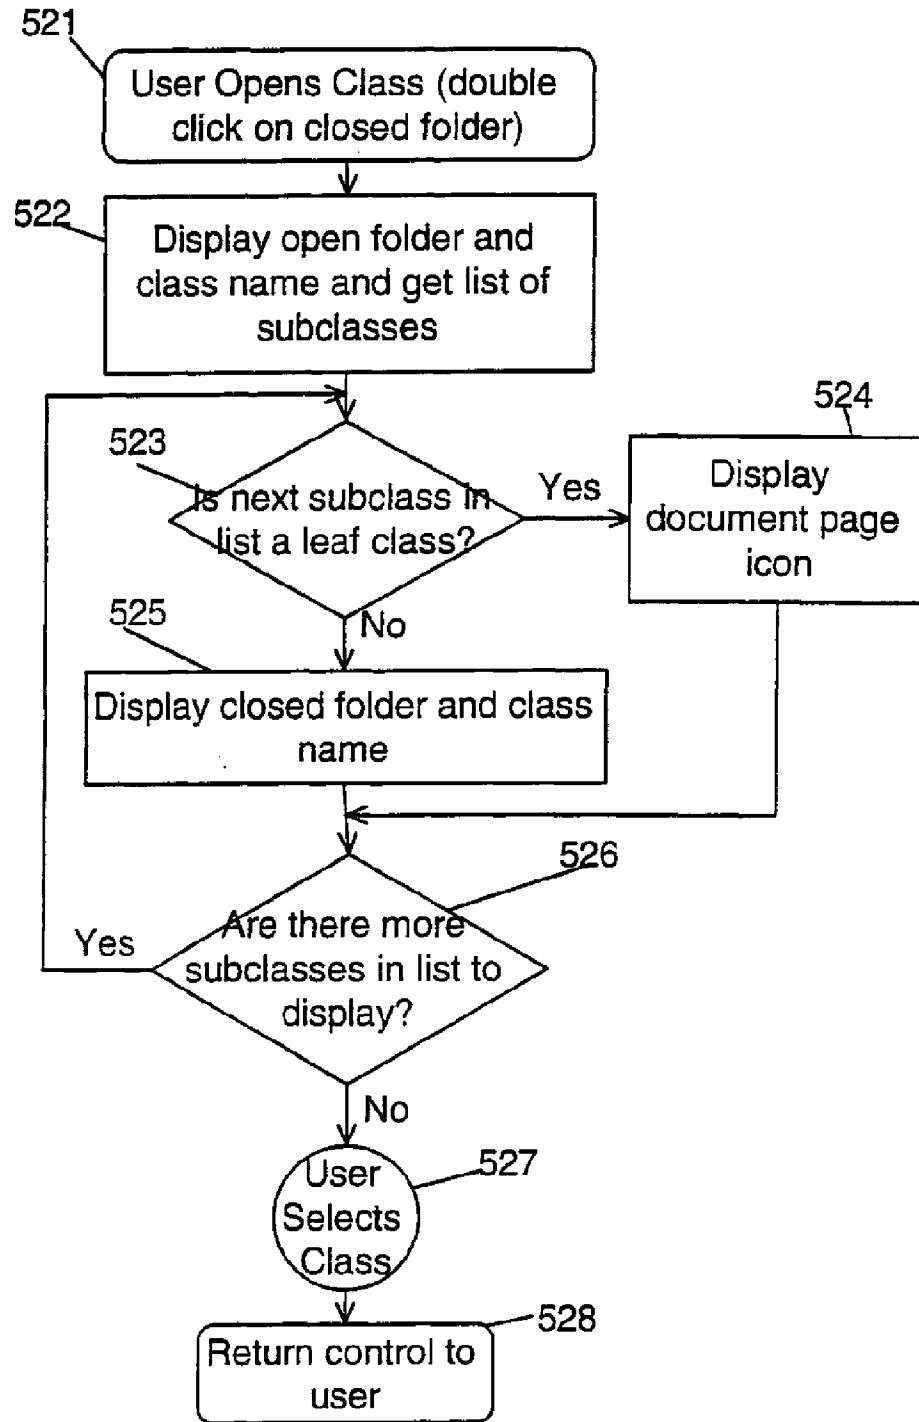 521
User Opens Class (double
click on closed folder)
522
Display open folder and
class name and get list of
subclasses
523
Is next subclass in
list a leaf class?
Yes
524
Display
document page
icon
No
525
Display closed folder and class
name
526
Are there more
subclasses in list to
display?
Yes
No
527
User
Selects
Class
528
Return control to
user